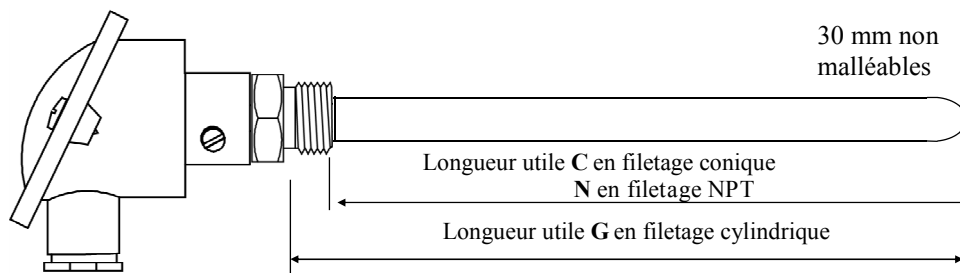 30 mm non
malléables
Longueur utile C en filetage conique
N en filetage NPT
Longueur utile G en filetage cylindrique